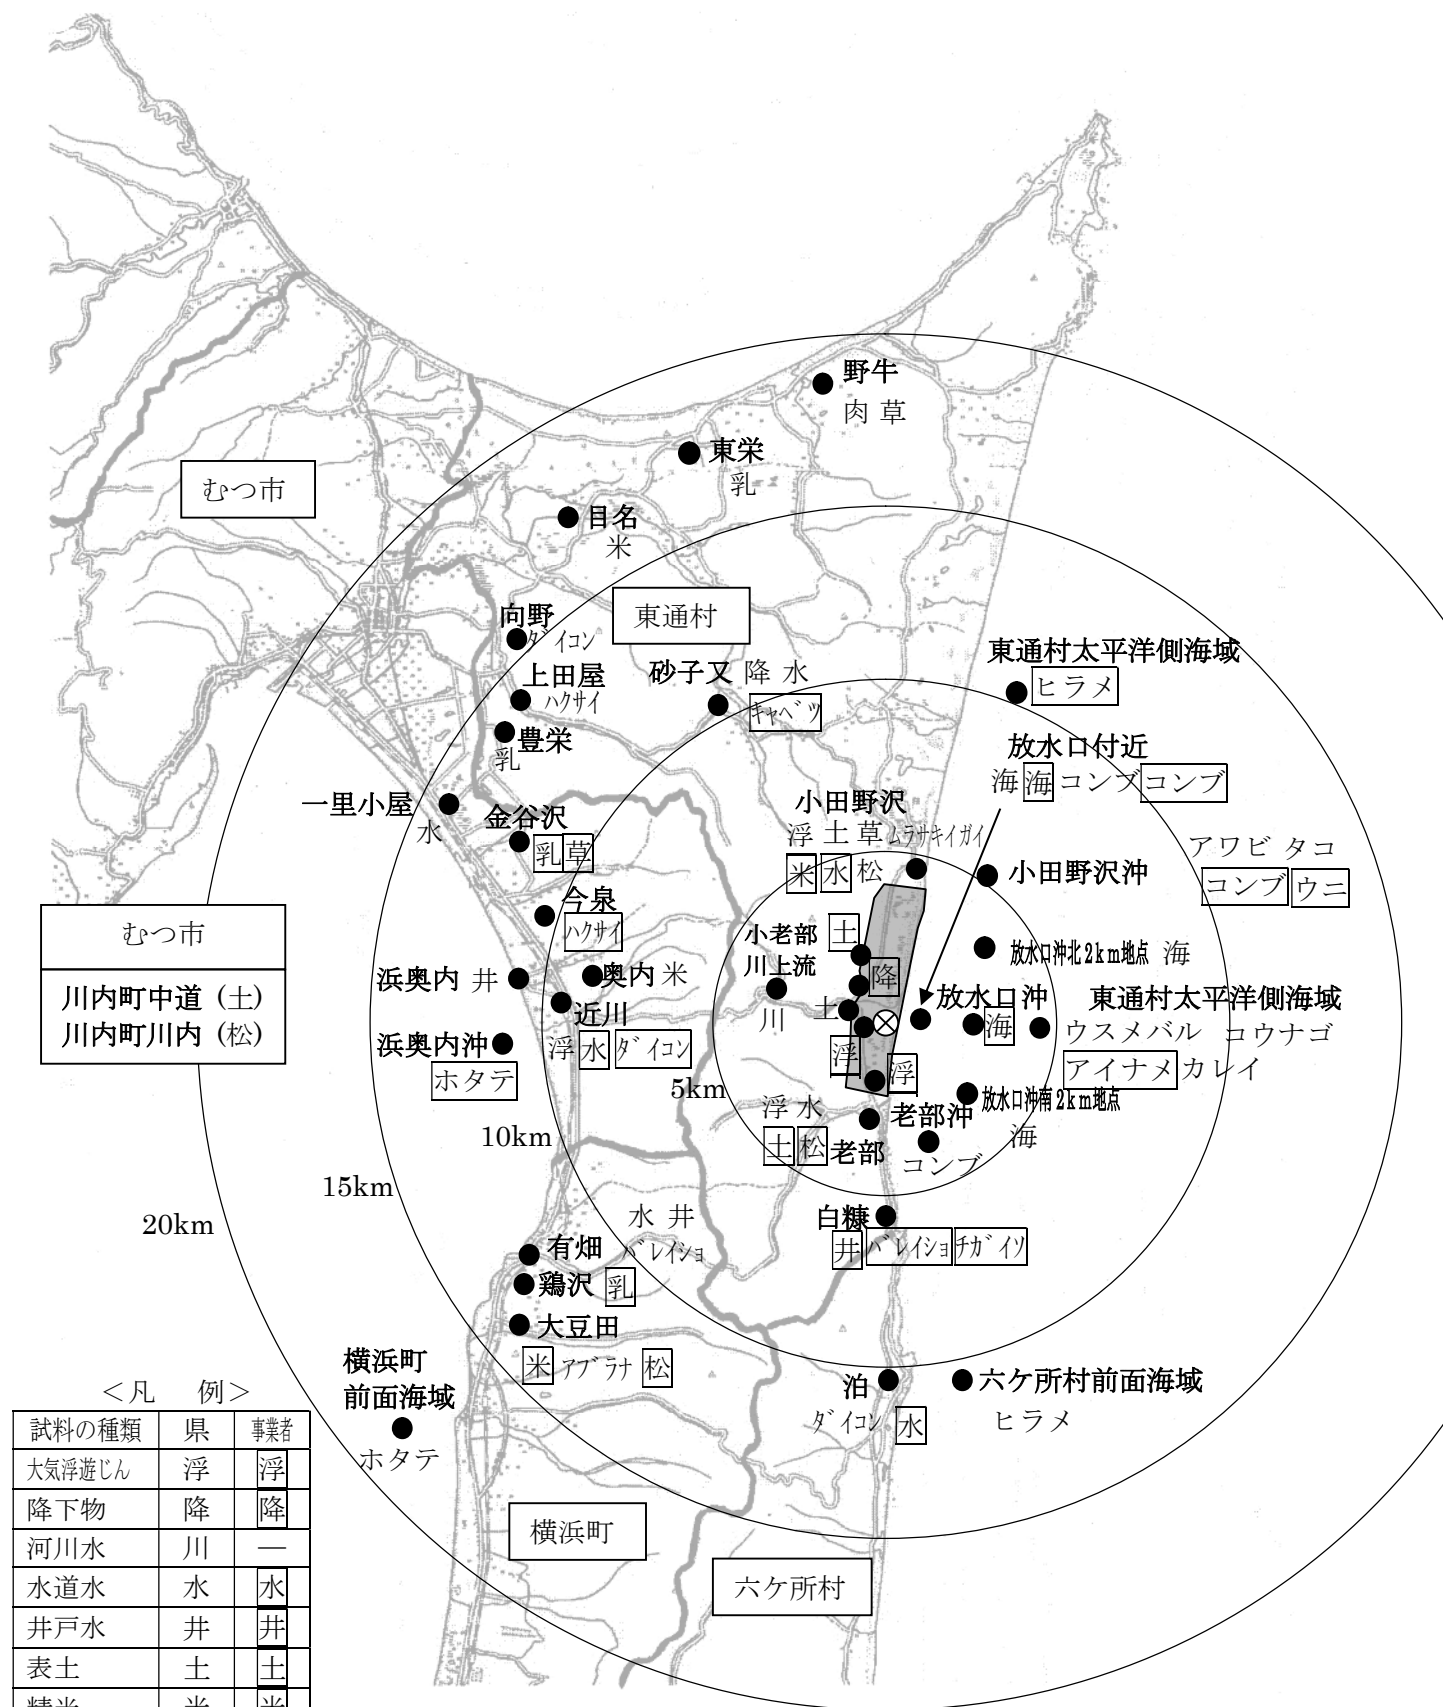 野牛
肉 草
東栄
乳
むつ市
目名
米
東通村
向野
ダイコン
上田屋
ハクサイ
砂子又 降 水
キャベツ
豊栄
乳
東通村太平洋側海域
ヒラメ
放水口付近
海 海 コンブ コンブ
一里小屋
水
金谷沢
乳 草
小田野沢
浮 土 草 ムラサキイガイ
米 水 松
小田野沢沖
アワビ タコ
コンブ ウニ
今泉
ハクサイ
むつ市
川内町中道 (土)
川内町川内 (松)
小老部
川上流
川
土
降
土
浮
浮
放水口沖北2km地点 海
浜奥内 井
奥内 米
近川
浮 水 ダイコン
浜奥内沖
ホタテ
放水口沖
海
東通村太平洋側海域
ウスメバル コウナゴ
アイナメ カレイ
放水口沖南2km地点
海
5km
10km
15km
20km
浮 水
土 松 老部
老部沖
コンブ
白糠
井 バレイショ チガイソ
水 井
有畑 バレイショ
鶏沢 乳
大豆田
米 アブラナ 松
横浜町
前面海域
ホタテ
泊
ダイコン 水
六ケ所村前面海域
ヒラメ
横浜町
六ケ所村
<凡 例>
試料の種類 県 事業者
大気浮遊じん 浮 浮
降下物 降 降
河川水 川 ―
水道水 水 水
井戸水 井 井
表土 土 土
精米 米 米